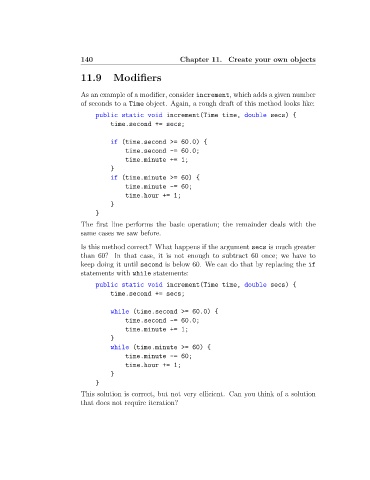 140 Chapter 11. Create your own objects
11.9 Modifiers
As an example of a modifier, consider increment, which adds a given number
of seconds to a Time object. Again, a rough draft of this method looks like:
public static void increment(Time time, double secs) {
time.second += secs;
if (time.second >= 60.0) {
time.second -= 60.0;
time.minute += 1;
}
if (time.minute >= 60) {
time.minute -= 60;
time.hour += 1;
}
}
The first line performs the basic operation; the remainder deals with the
same cases we saw before.
Is this method correct? What happens if the argument secs is much greater
than 60? In that case, it is not enough to subtract 60 once; we have to
keep doing it until second is below 60. We can do that by replacing the if
statements with while statements:
public static void increment(Time time, double secs) {
time.second += secs;
while (time.second >= 60.0) {
time.second -= 60.0;
time.minute += 1;
}
while (time.minute >= 60) {
time.minute -= 60;
time.hour += 1;
}
}
This solution is correct, but not very efficient. Can you think of a solution
that does not require iteration?